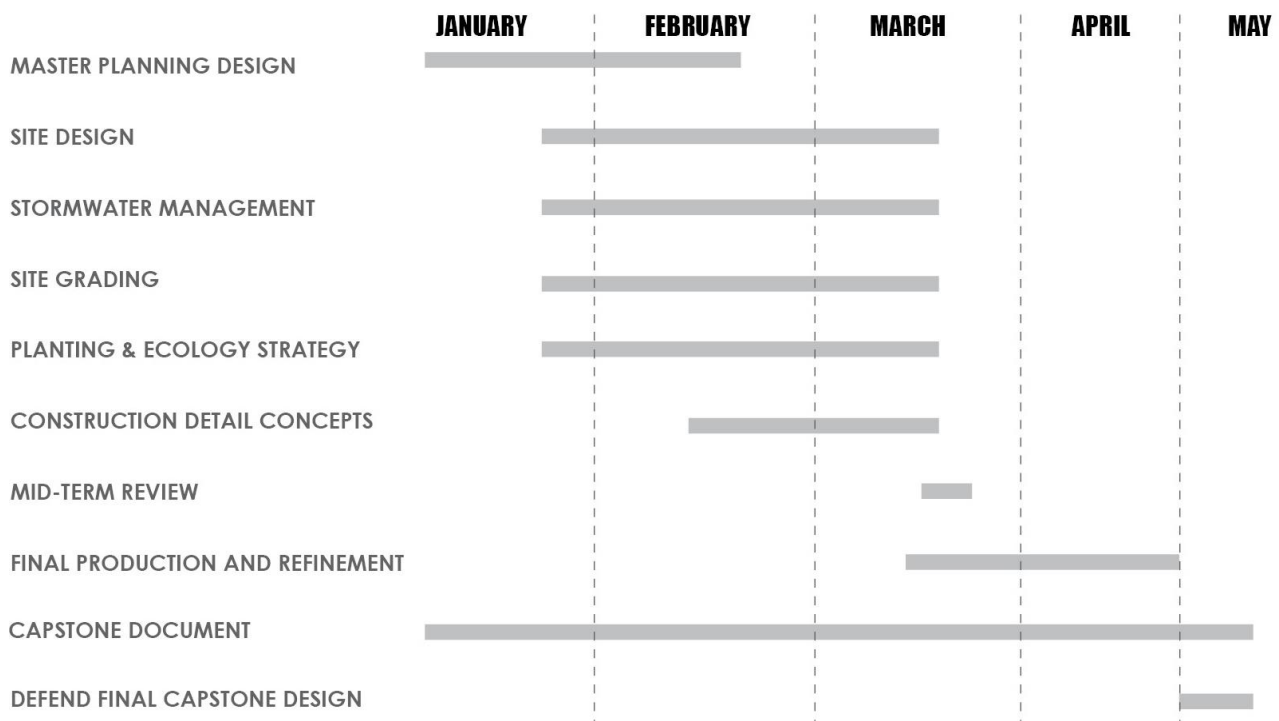 JANUARY FEBRUARY MARCH APRIL MAY
MASTER PLANNING DESIGN
SITE DESIGN
STORMWATER MANAGEMENT
SITE GRADING
PLANTING & ECOLOGY STRATEGY
CONSTRUCTION DETAIL CONCEPTS
MID-TERM REVIEW
FINAL PRODUCTION AND REFINEMENT
CAPSTONE DOCUMENT
DEFEND FINAL CAPSTONE DESIGN